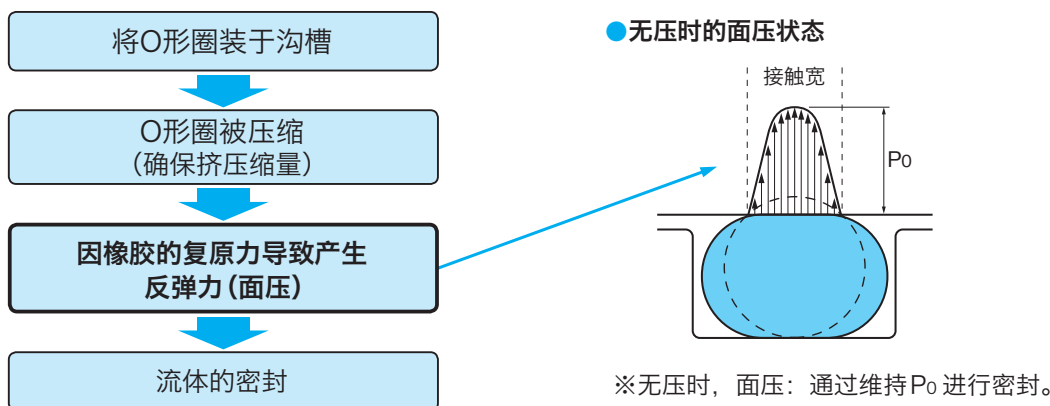 将O形圈装于沟槽
O形圈被压缩
（确保挤压缩量）
因橡胶的复原力导致产生
反弹力（面压）
流体的密封
●无压时的面压状态
接触宽
P0
※无压时，面压：通过维持P0 进行密封。